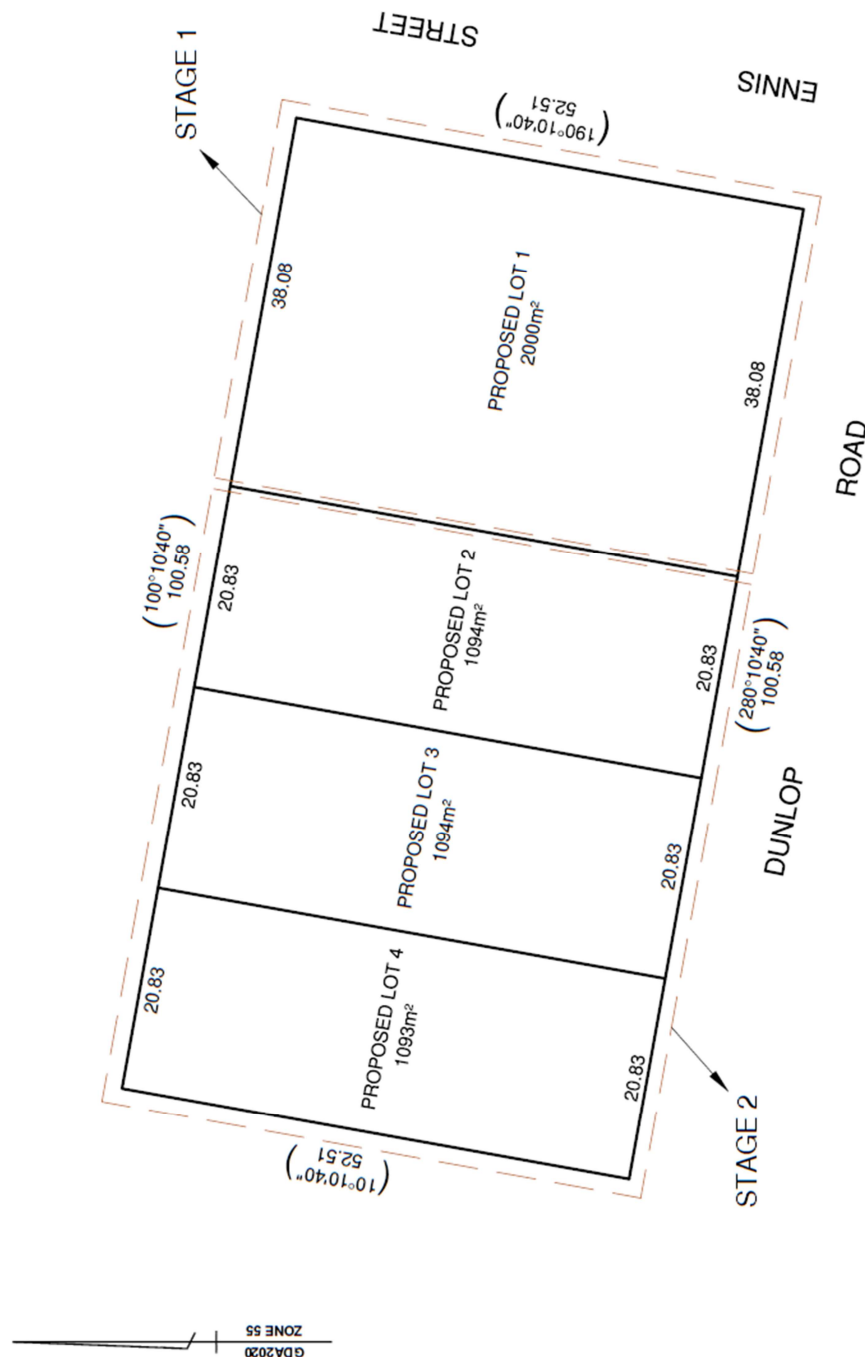 STREET
ENNIS
STAGE 1
(190°10'40")
52.51
38.08
PROPOSED LOT 1
2000m²
38.08
ROAD
(100°10'40")
100.58
20.83
PROPOSED LOT 2
1094m²
20.83
(280°10'40")
100.58
20.83
PROPOSED LOT 3
1094m²
20.83
DUNLOP
20.83
PROPOSED LOT 4
1093m²
20.83
(10°10'40")
52.51
STAGE 2
GDA2020
ZONE 55